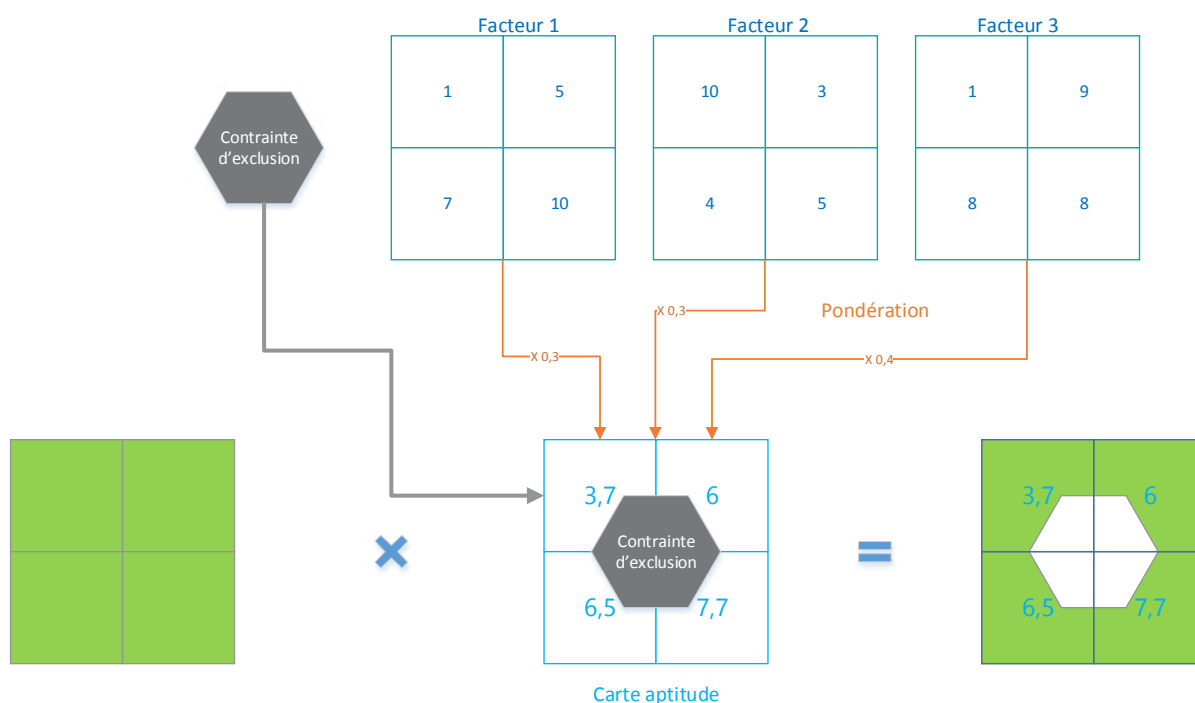 Facteur 1
Facteur 2
Facteur 3
1
5
10
3
1
9
Contrainte
d'exclusion
7
10
4
5
8
8
X 0,3
Pondération
X 0,3
X 0,4
3,7
6
Contrainte
d'exclusion
6,5
7,7
3,7
6
6,5
7,7
Carte aptitude